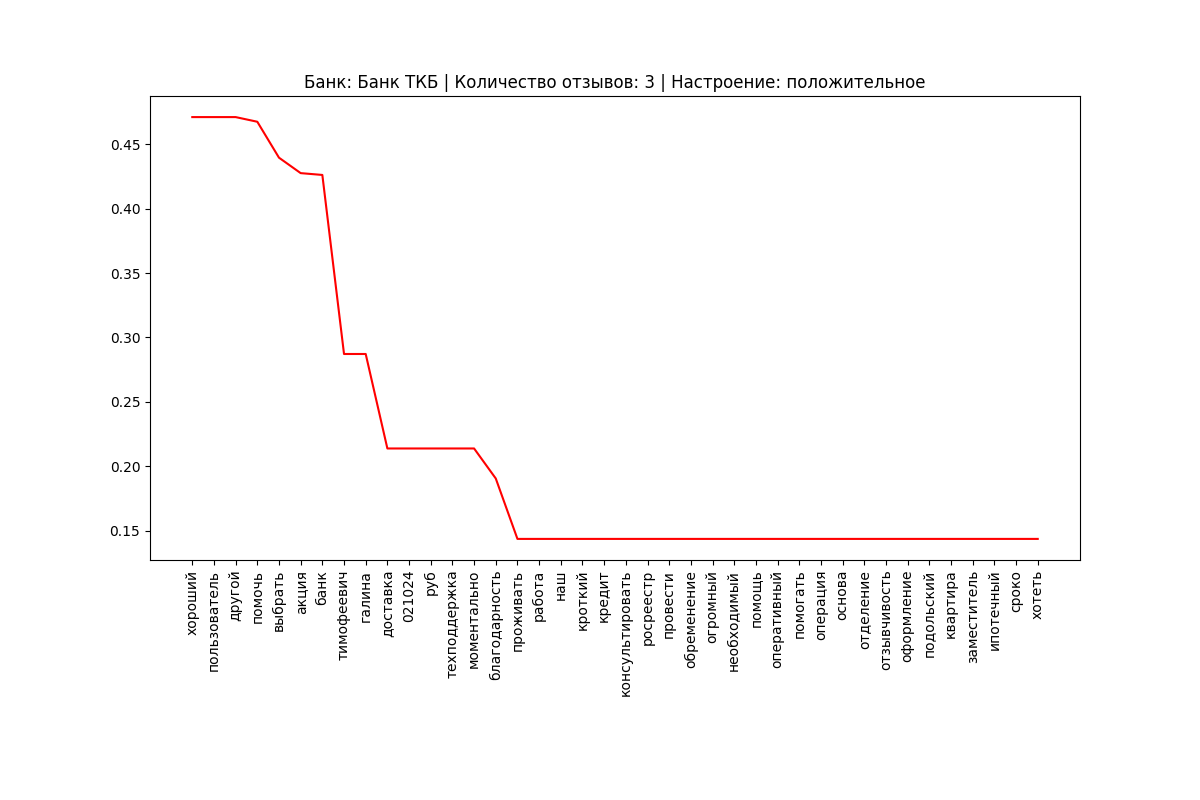 Банк: Банк ТКБ | Количество отзывов: 3 | Настроение: положительное
0.45
0.40
0.35
0.30
0.25
0.20
0.15
хороший
пользователь
другой
помочь
выбрать
акция
банк
тимофеевич
галина
доставка
021024
руб
техподдержка
моментально
благодарность
проживать
работа
наш
кроткий
кредит
консультировать
росреестр
провести
обременение
огромный
необходимый
помощь
оперативный
помогать
операция
основа
отделение
отзывчивость
оформление
подольский
квартира
заместитель
ипотечный
сроко
хотеть